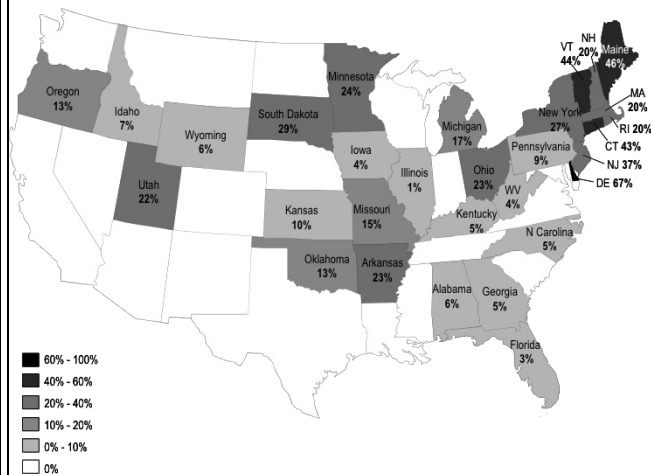 NH
20%
VT
44%
Maine
46%
Oregon
13%
Idaho
7%
Minnesota
24%
MA
20%
South Dakota
29%
Wyoming
6%
Michigan
17%
New York
27%
RI 20%
CT 43%
Iowa
4%
Pennsylvania
9%
NJ 37%
DE 67%
Utah
22%
Illinois
1%
Ohio
23%
WV
4%
Kansas
10%
Missouri
15%
Kentucky
5%
N Carolina
5%
Oklahoma
13%
Arkansas
23%
Alabama
6%
Georgia
5%
Florida
3%
60% - 100%
40% - 60%
20% - 40%
10% - 20%
0% - 10%
0%